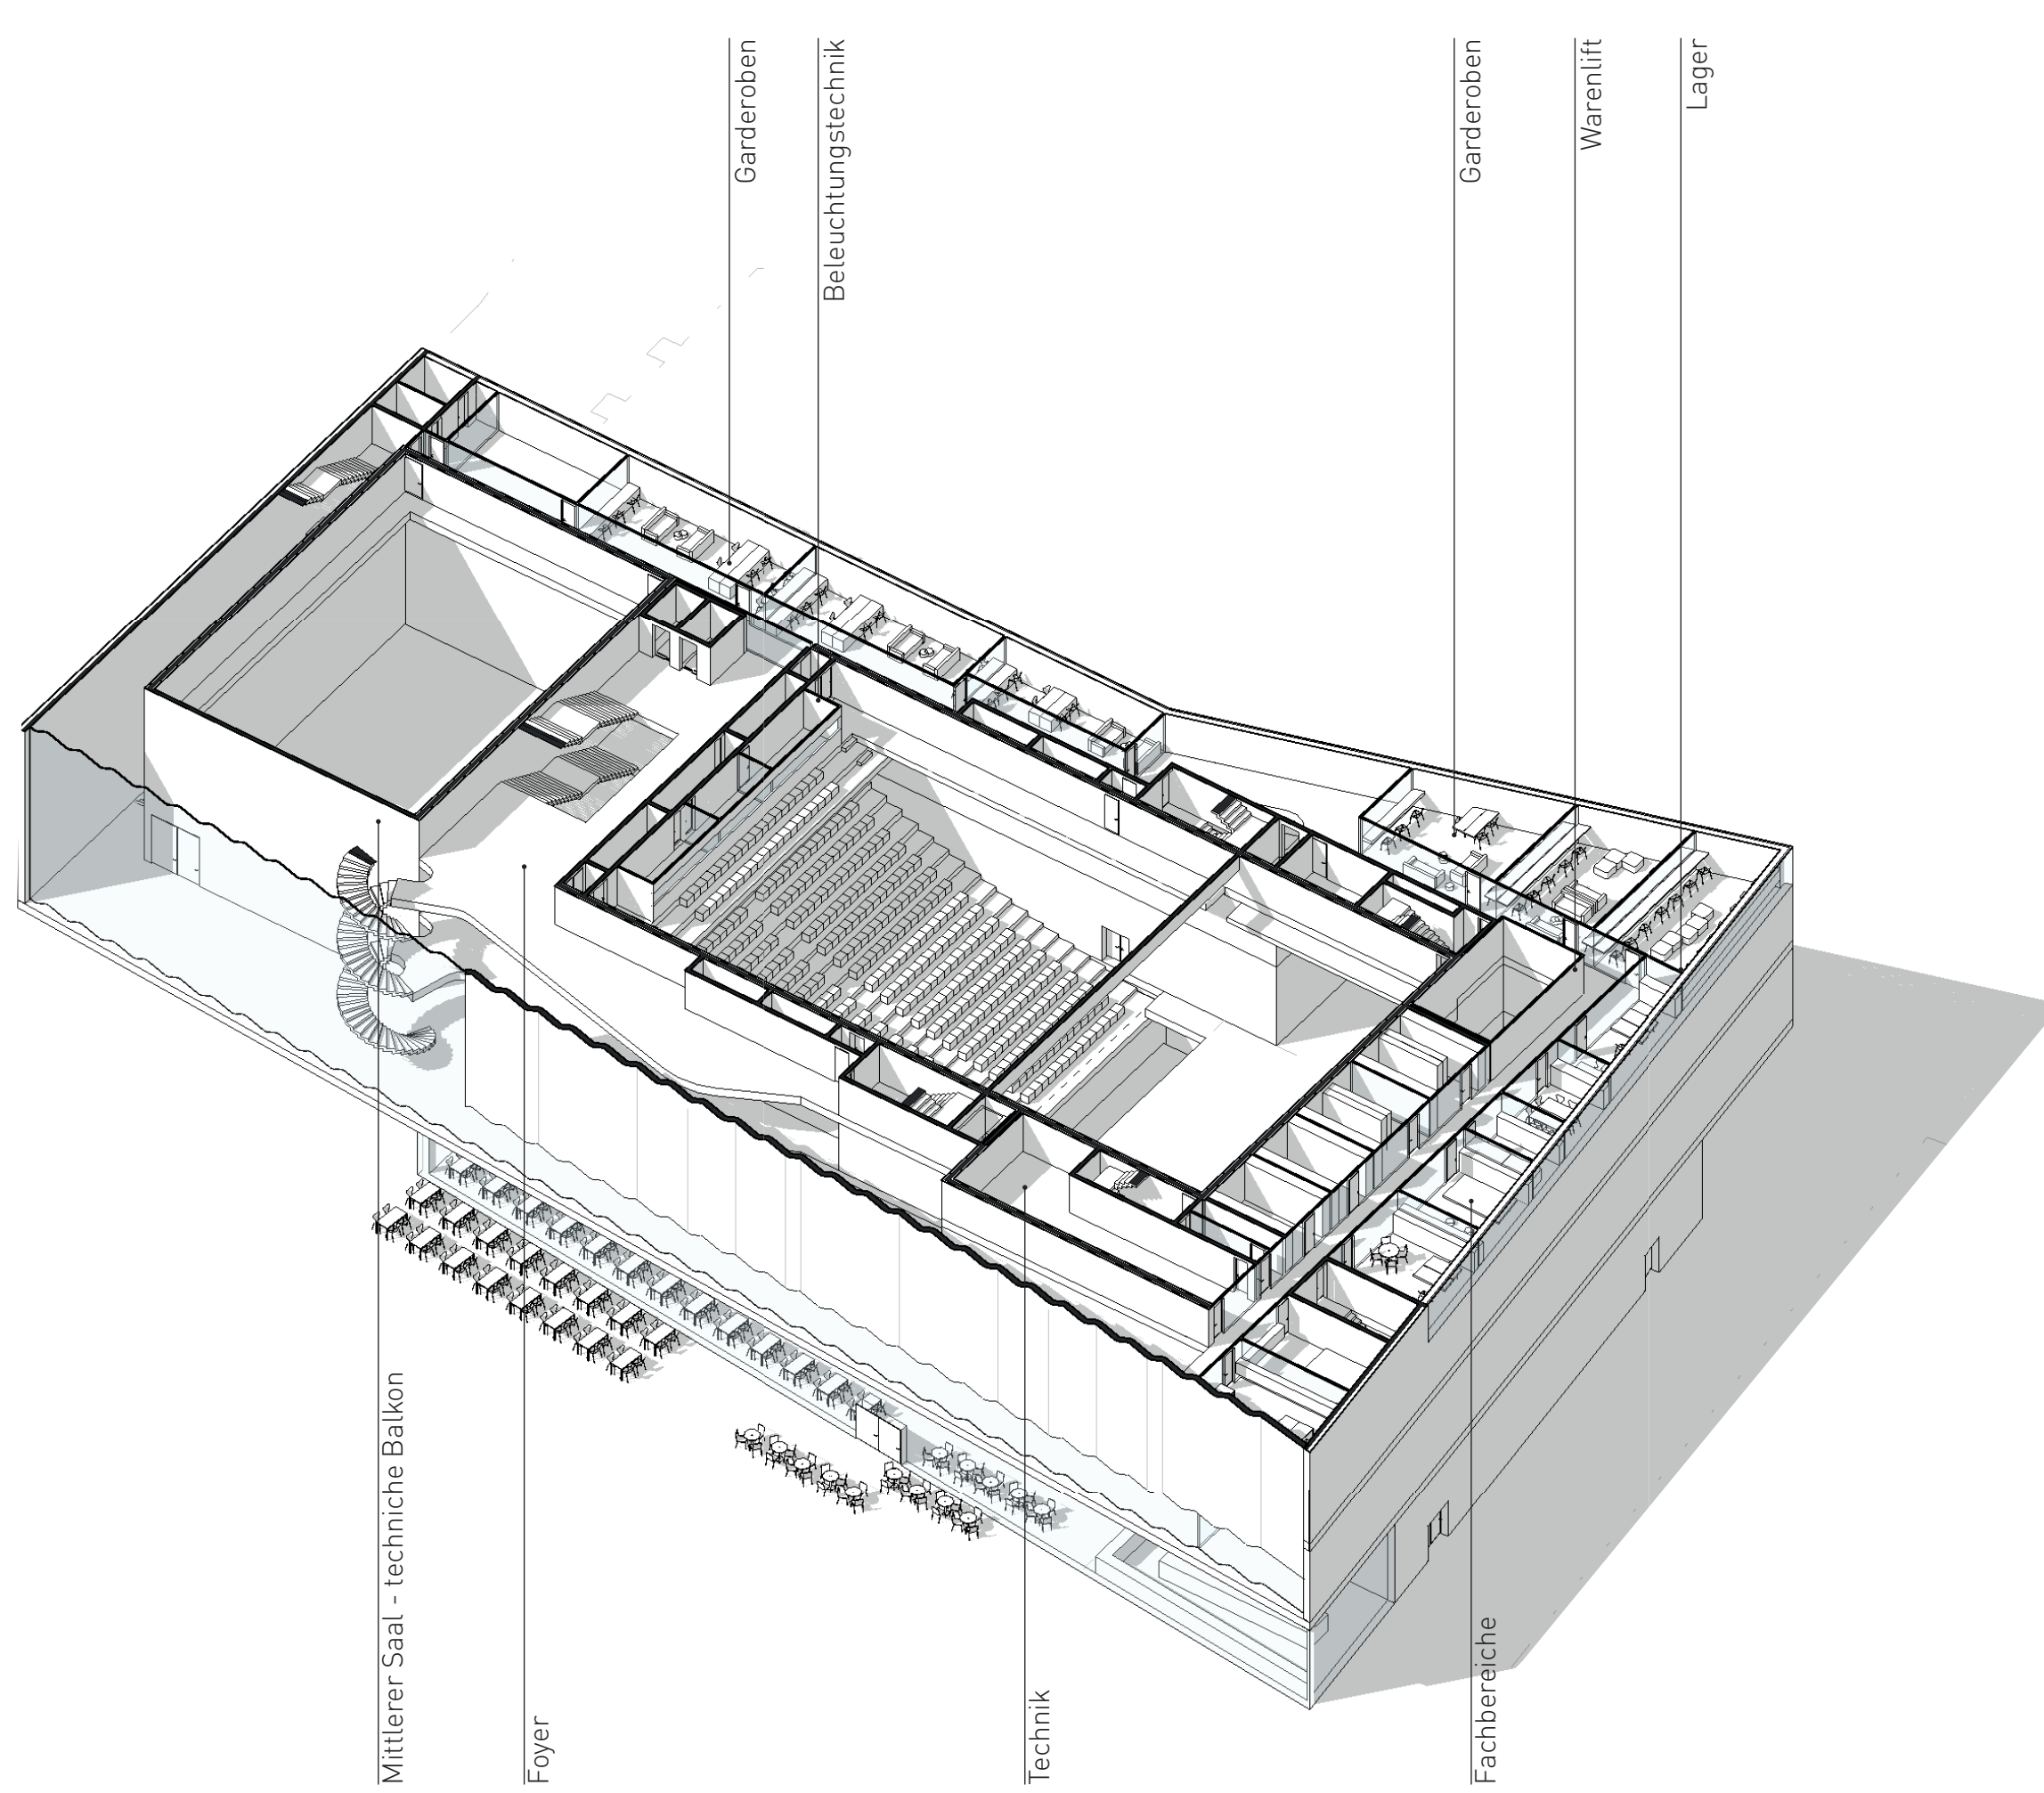 Garderoben
Beleuchtungstechnik
Garderoben
Warenlift
Lager
Mittlerer Saal - techniche Balkon
Foyer
Technik
Fachbereiche